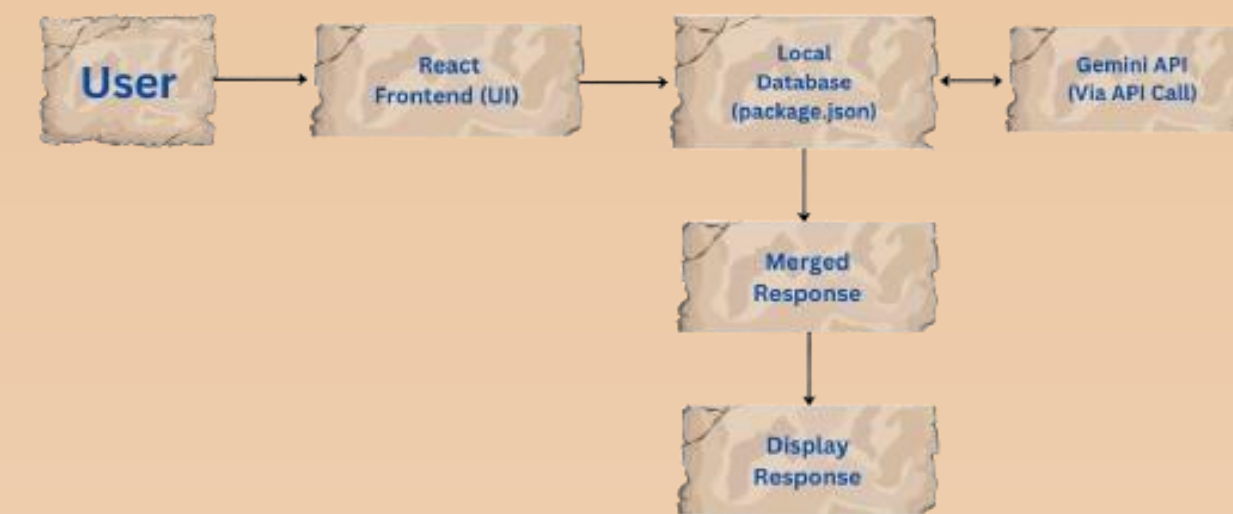 User
React
Frontend (UI)
Local
Database
(package.json)
Gemini API
(Via API Call)
Merged
Response
Display
Response